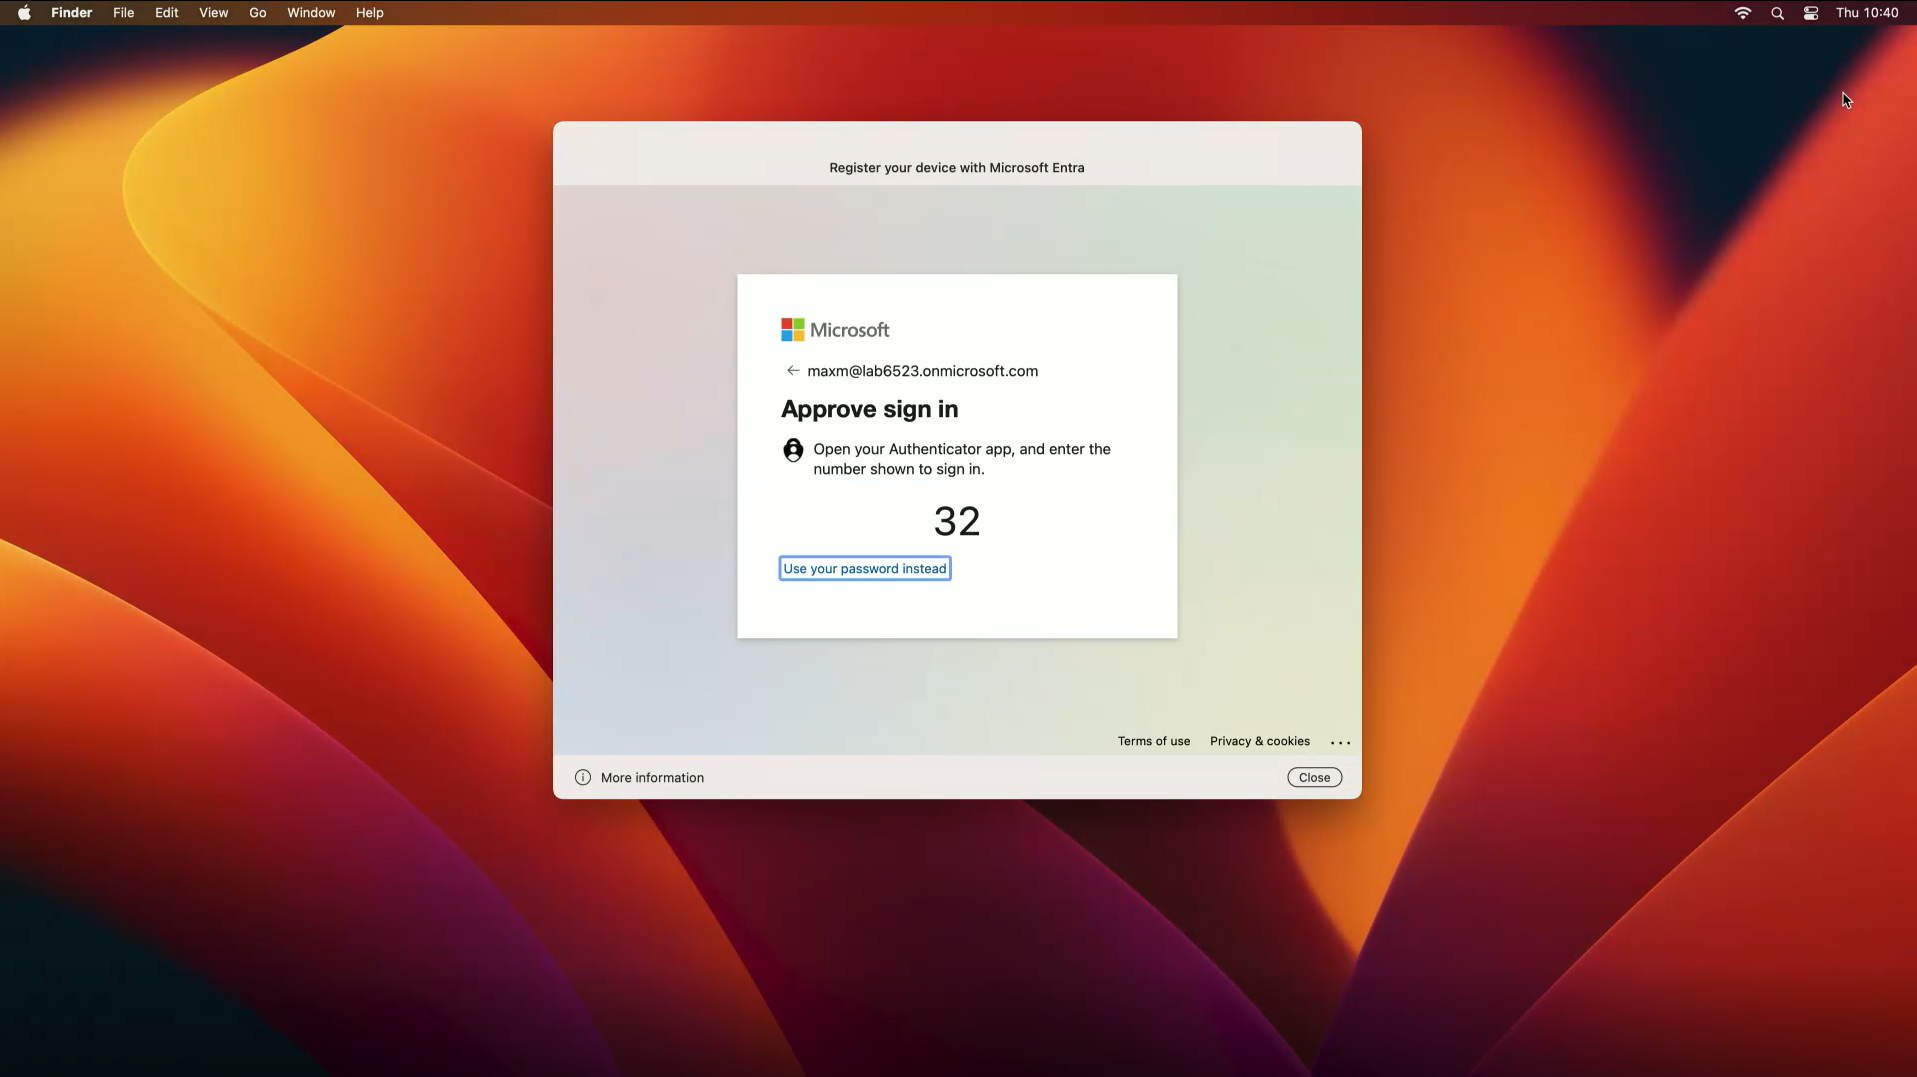 Finder File Edit View Go Window Help Thu 10:40
Register your device with Microsoft Entra
Microsoft
← maxm@lab6523.onmicrosoft.com
Approve sign in
Open your Authenticator app, and enter the
number shown to sign in.
32
Use your password instead
Terms of use Privacy & cookies ...
More information Close